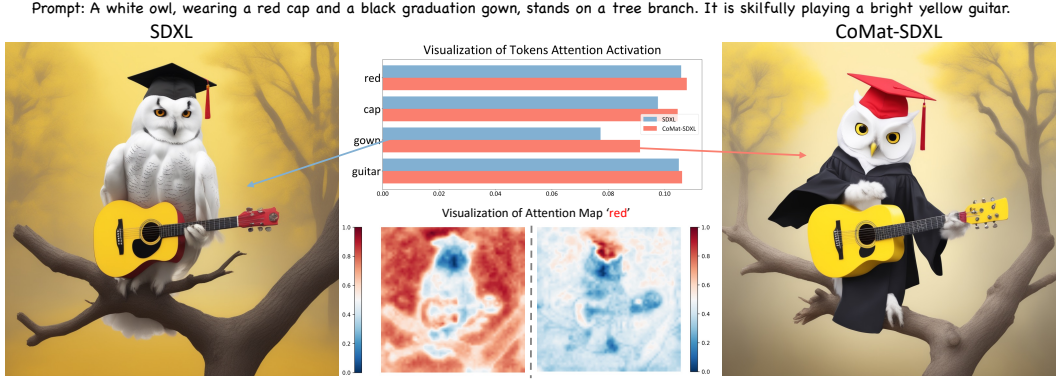 Prompt: A white owl, wearing a red cap and a black graduation gown, stands on a tree branch. It is skilfully playing a bright yellow guitar.
SDXL
CoMat-SDXL
Visualization of Tokens Attention Activation
red
cap
gown
guitar
SDXL
CoMat-SDXL
0.00 0.02 0.04 0.06 0.08 0.10
Visualization of Attention Map 'red'
1.0 1.0
0.8 0.8
0.6 0.6
0.4 0.4
0.2 0.2
0.0 0.0